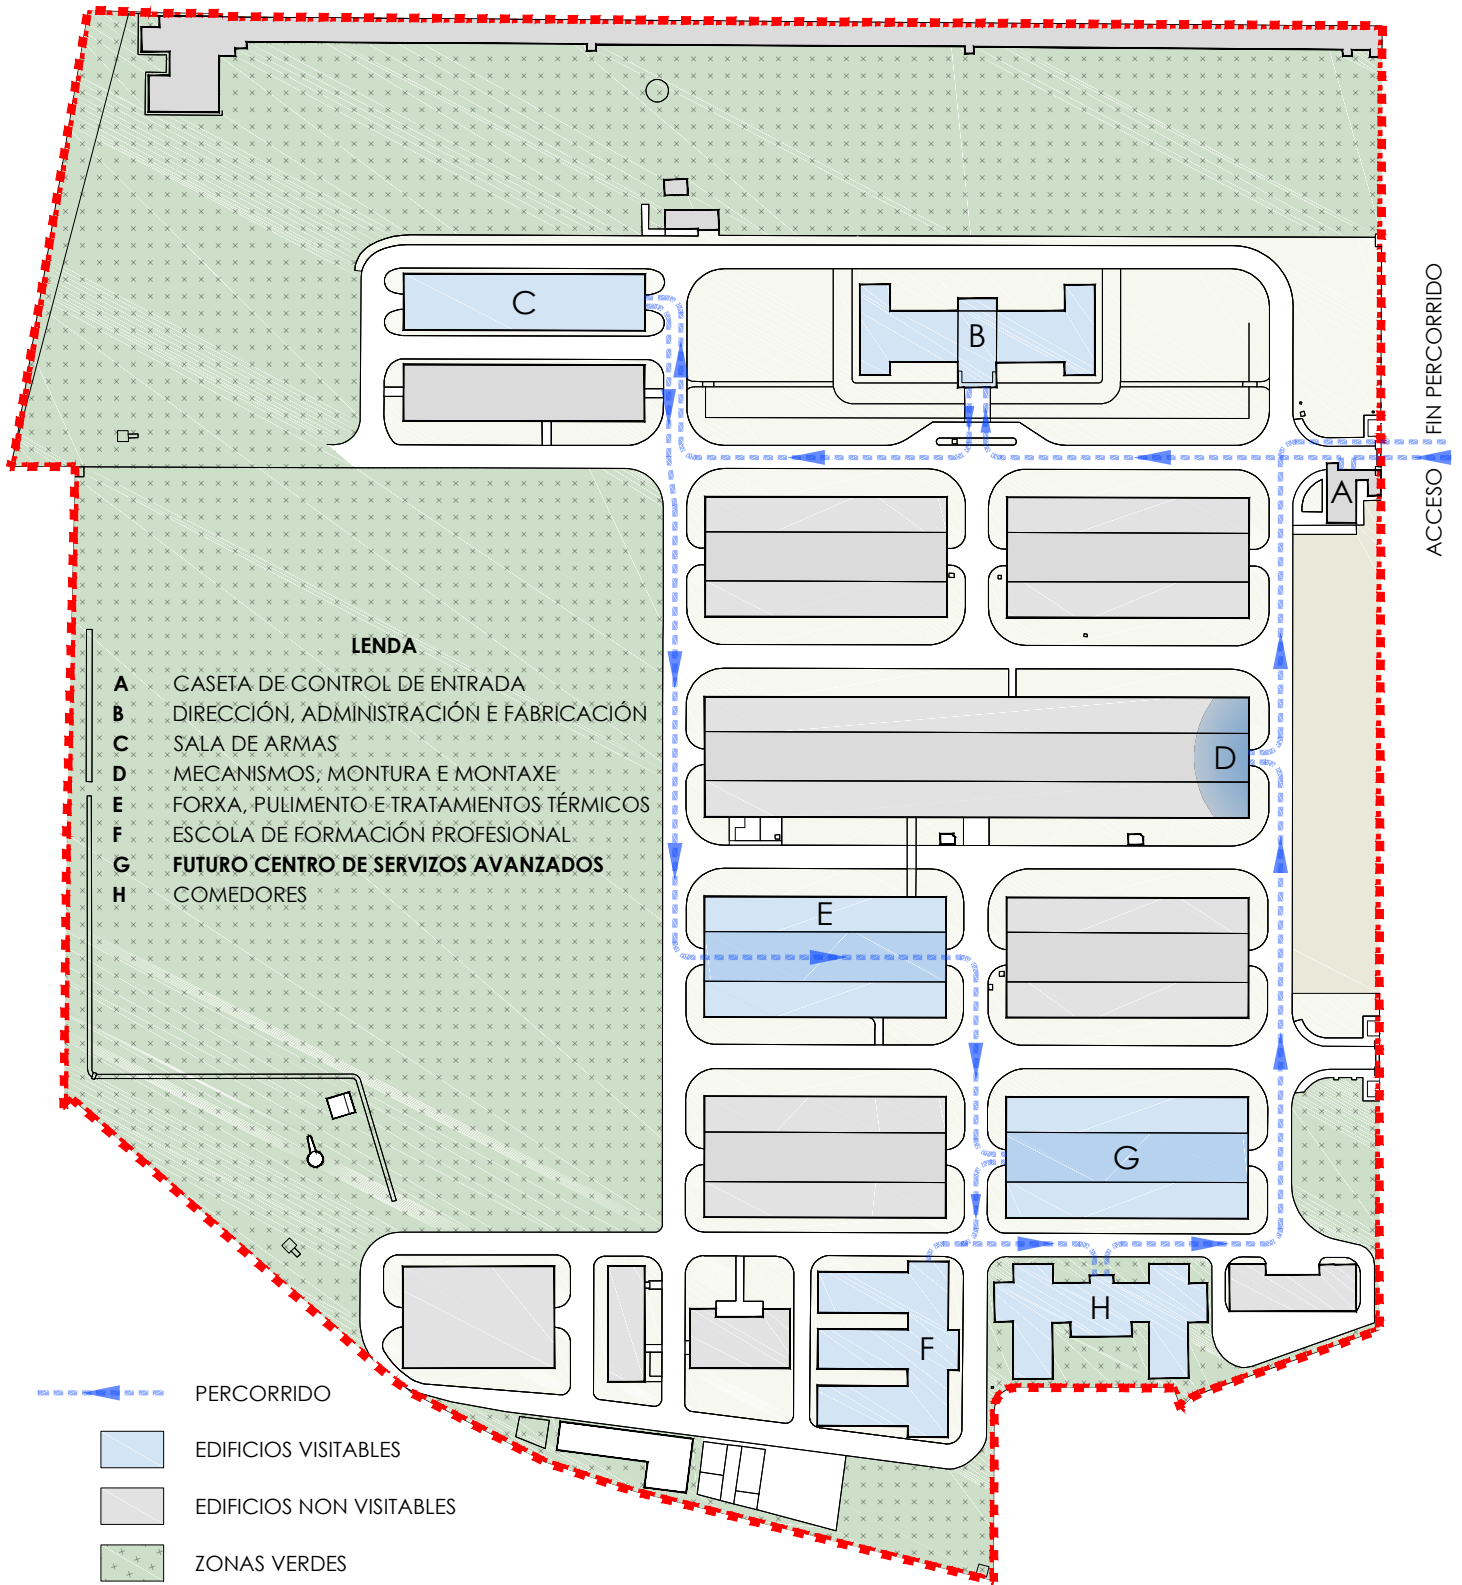 C
B
ACCESO
FIN PERCORRIDO
A
LENDA
A CASETA DE CONTROL DE ENTRADA
B DIRECCIÓN, ADMINISTRACIÓN E FABRICACIÓN
C SALA DE ARMAS
D MECANISMOS, MONTURA E MONTAXE
E FORXA, PULIMENTO E TRATAMIENTOS TÉRMICOS
F ESCOLA DE FORMACIÓN PROFESIONAL
G FUTURO CENTRO DE SERVIZOS AVANZADOS
H COMEDORES
D
E
G
H
F
PERCORRIDO
EDIFICIOS VISITABLES
EDIFICIOS NON VISITABLES
ZONAS VERDES